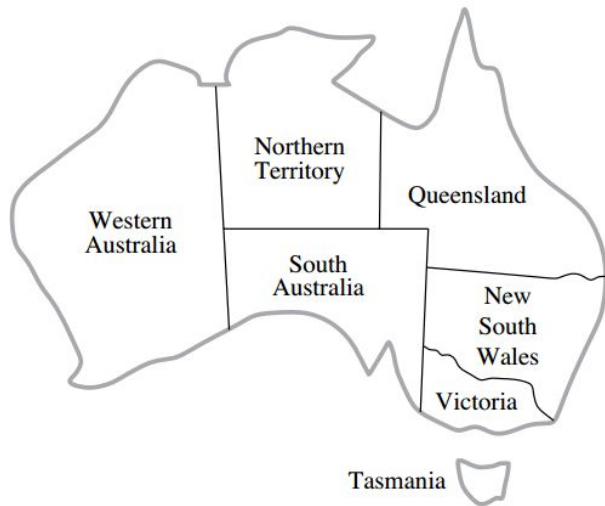 Northern
Territory
Queensland
Western
Australia
South
Australia
New
South
Wales
Victoria
Tasmania